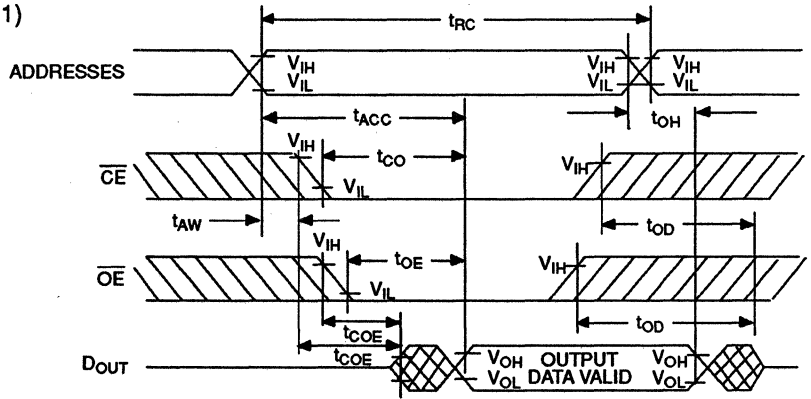 1)
tRC
ADDRESSES
VIH
VIL
VIH
VIL
VIH
VIL
tACC
tOH
CE
VIH
tCO
VIL
VIH
tAW
tOD
OE
VIH
tOE
VIL
VIH
tCOE
tOD
tCOE
DOUT
VOH
VOL
OUTPUT
DATA VALID
VOH
VOL